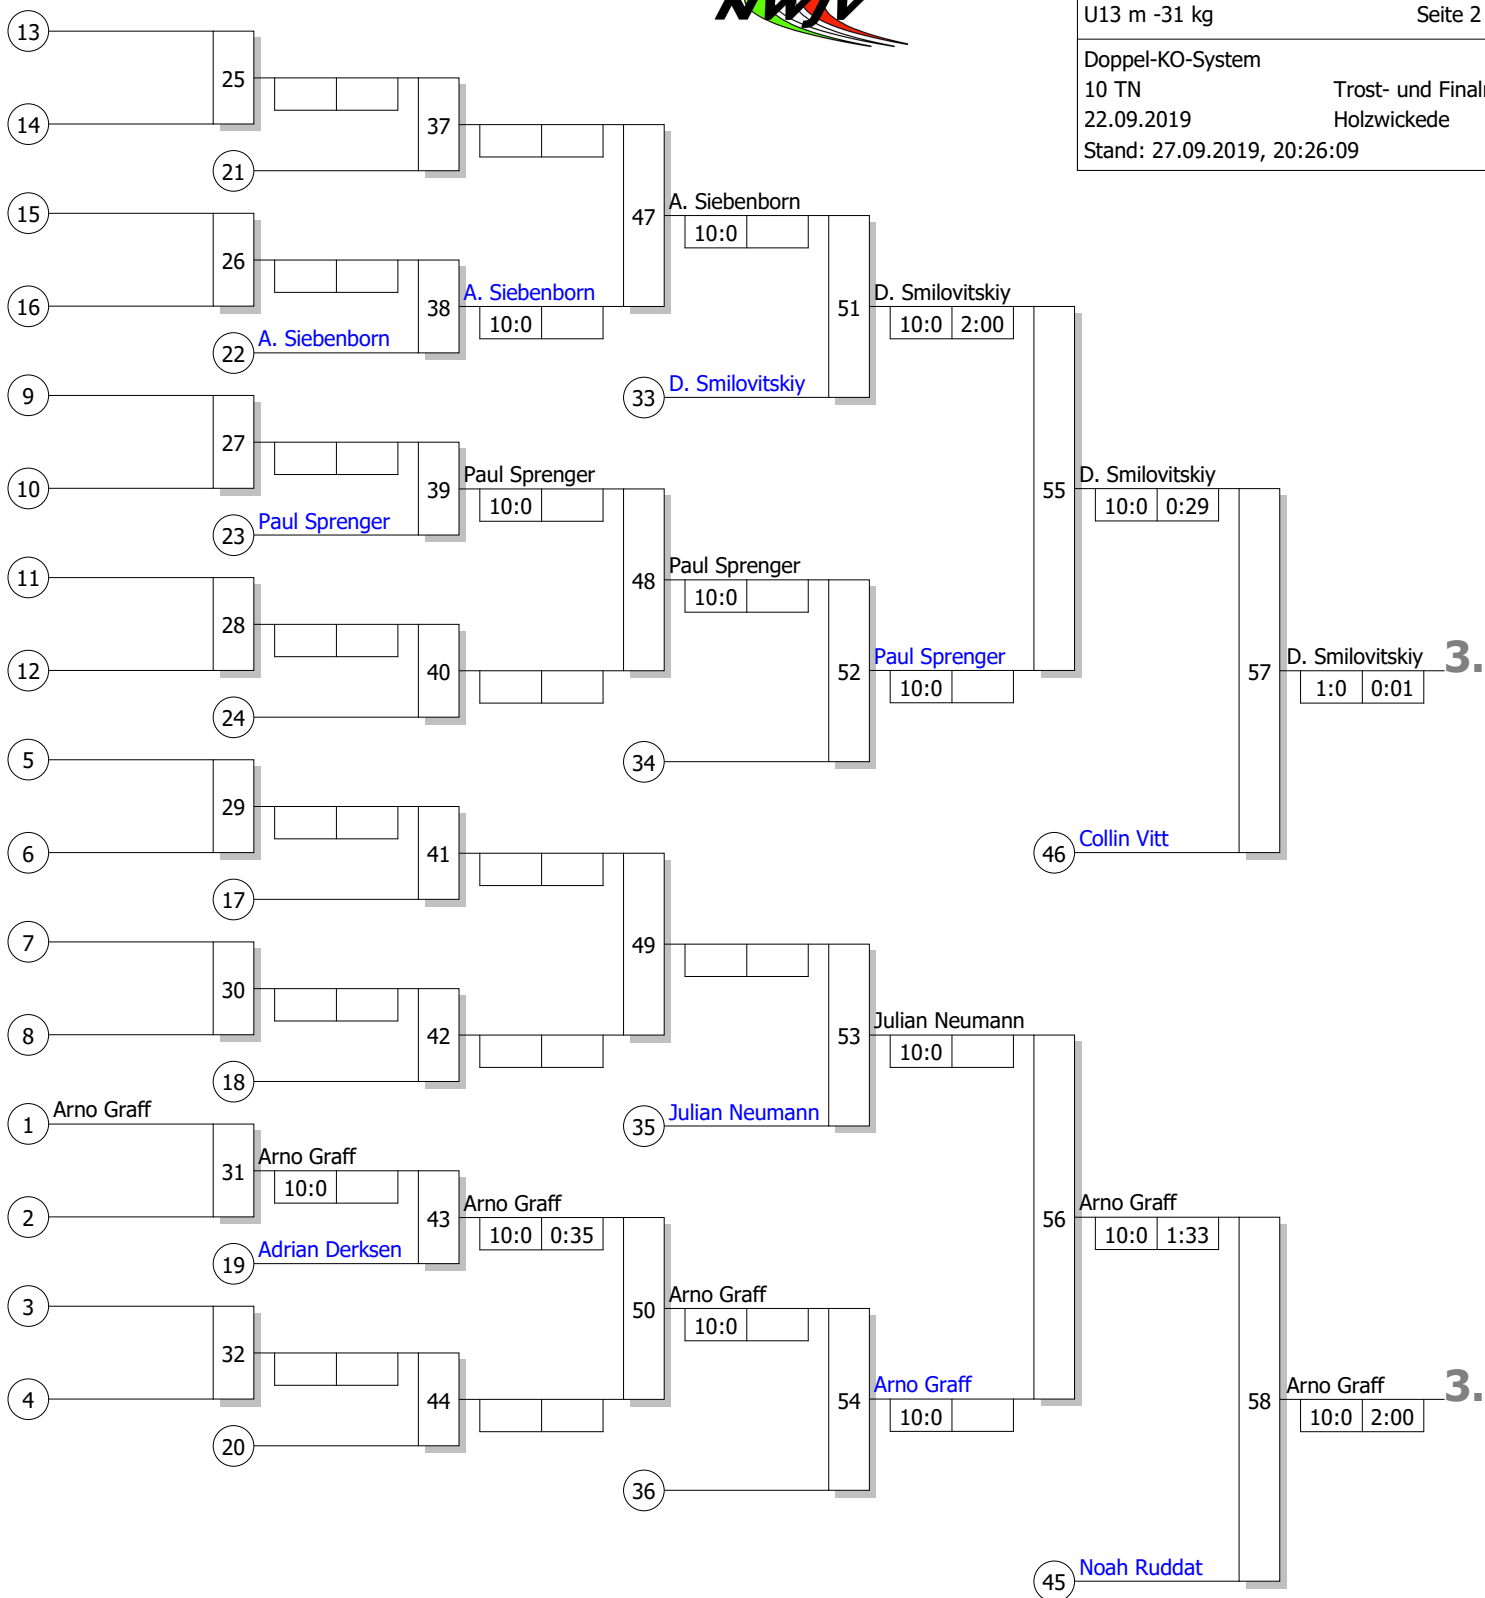 NWJV
U13 m -31 kg Seite 2
Doppel-KO-System
10 TN Trost- und Final
22.09.2019 Holzwickede
Stand: 27.09.2019, 20:26:09
13
25
14
37
21
15
47
A. Siebenborn
10:0
26
16
38
A. Siebenborn
10:0
22
A. Siebenborn
51
D. Smilovitskiy
10:0 2:00
33
D. Smilovitskiy
9
27
10
39
Paul Sprenger
10:0
23
Paul Sprenger
55
D. Smilovitskiy
10:0 0:29
11
48
Paul Sprenger
10:0
28
12
40
24
52
Paul Sprenger
10:0
34
57
D. Smilovitskiy
1:0 0:01
3.
5
29
6
41
17
46
Collin Vitt
7
49
30
8
42
18
53
Julian Neumann
10:0
35
Julian Neumann
1
Arno Graff
31
Arno Graff
10:0
2
43
Arno Graff
10:0 0:35
19
Adrian Derksen
56
Arno Graff
10:0 1:33
3
50
Arno Graff
10:0
32
4
44
20
54
Arno Graff
10:0
36
58
Arno Graff
10:0 2:00
3.
45
Noah Ruddat